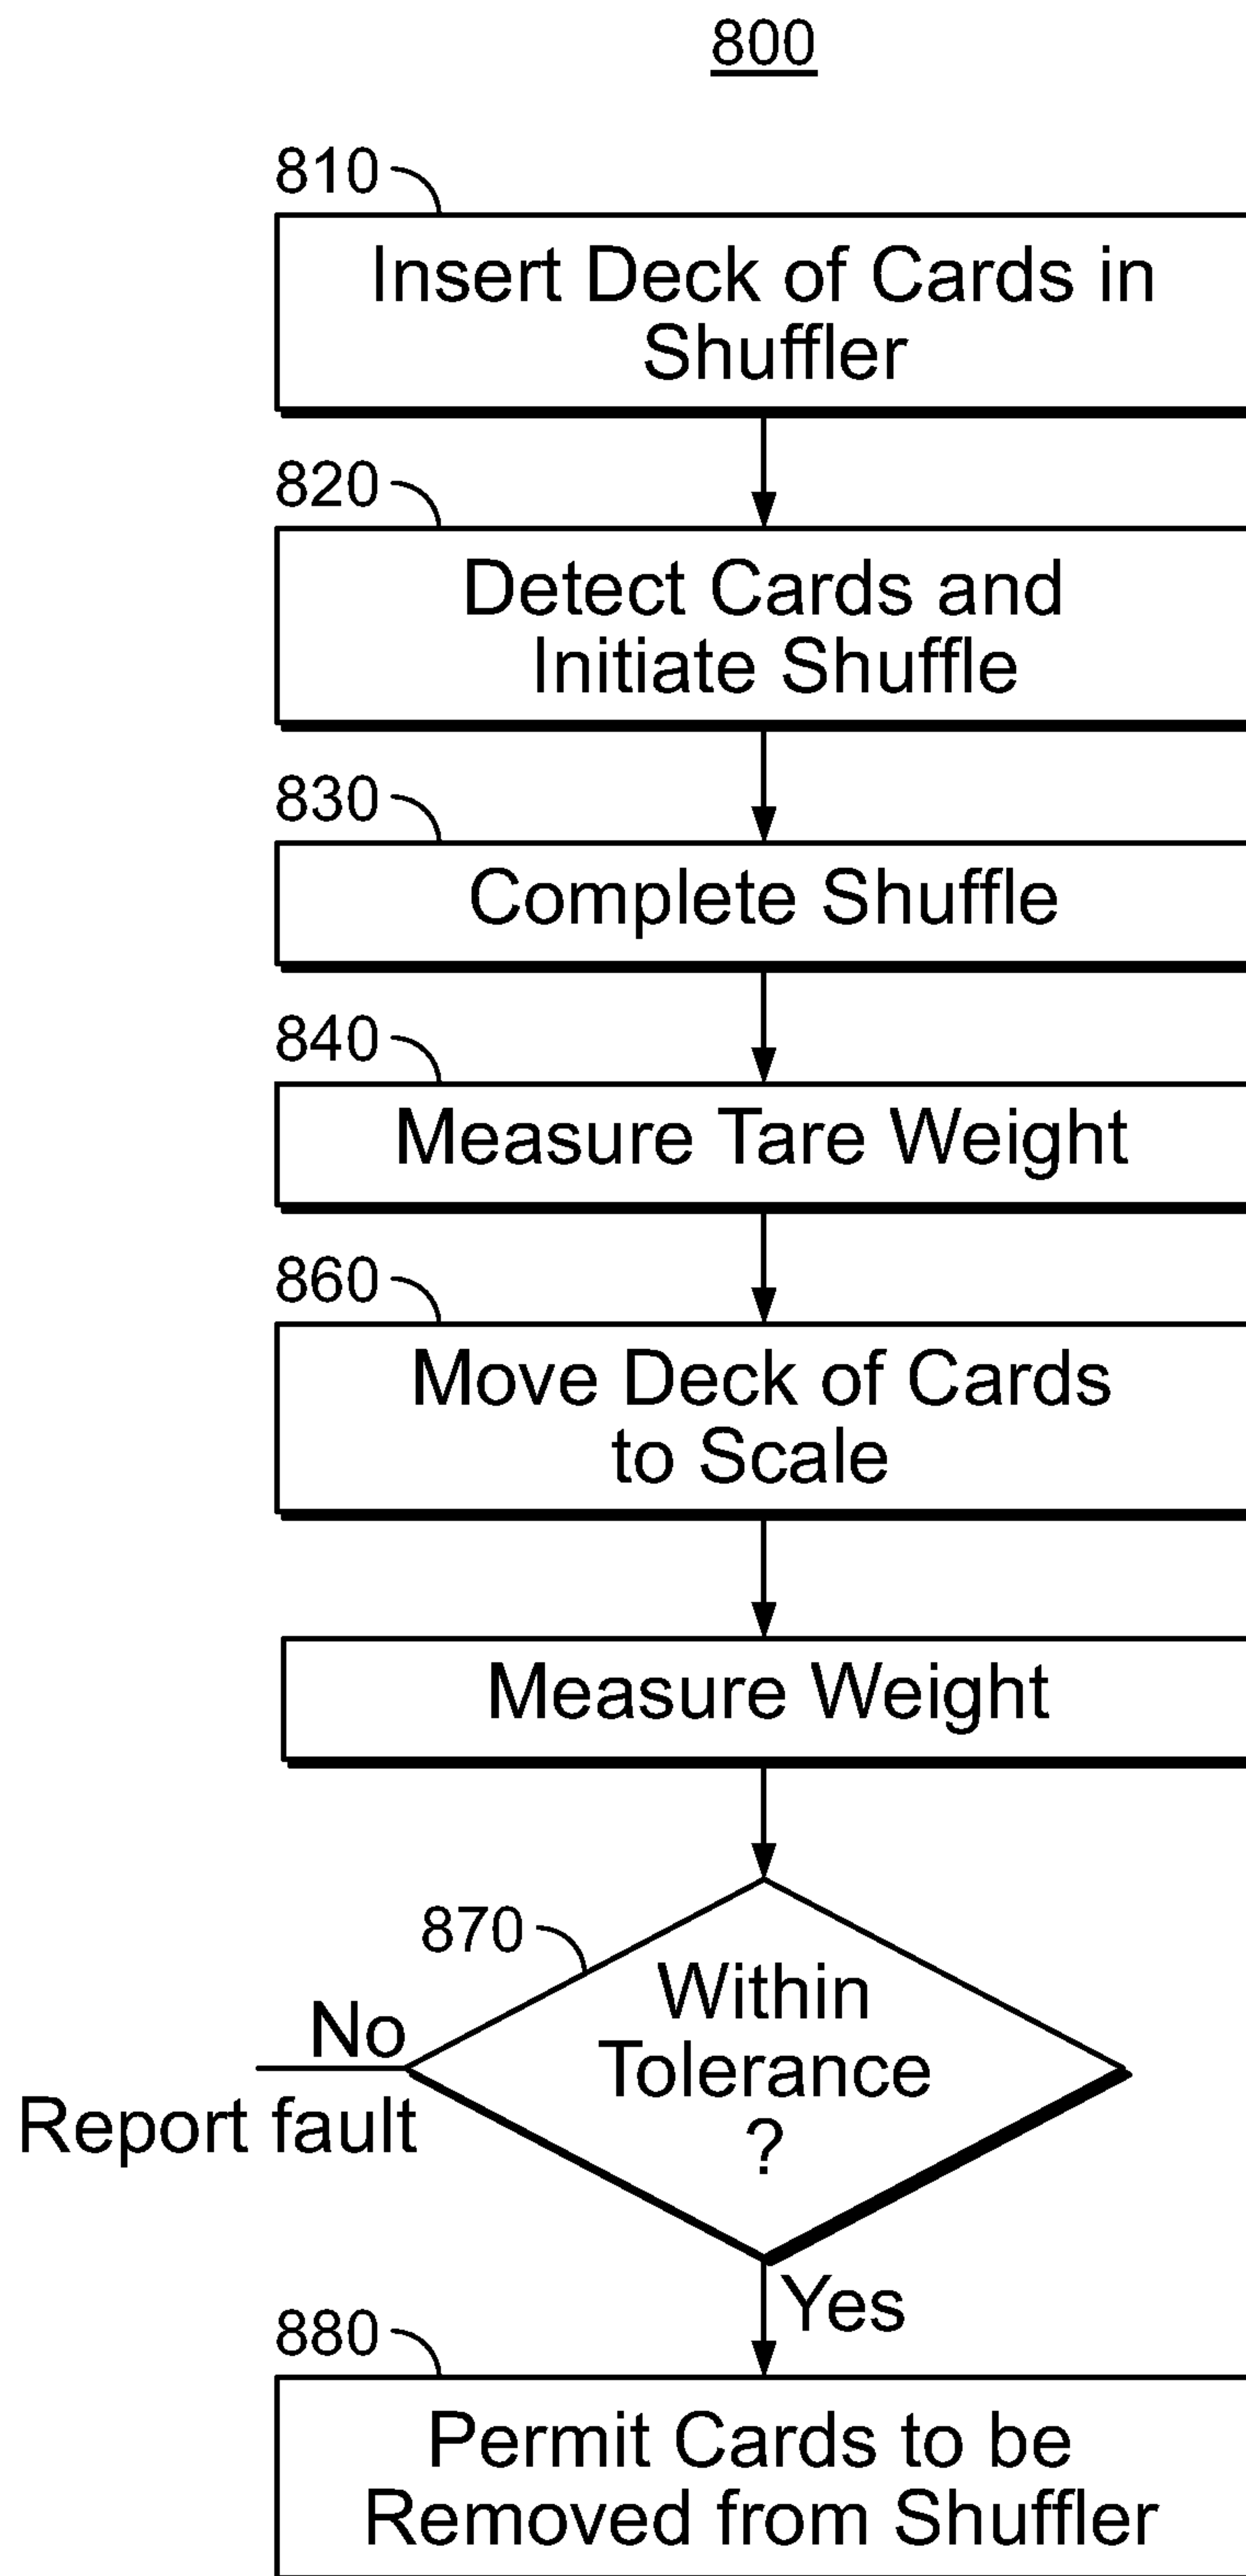 800
810
Insert Deck of Cards in
Shuffler
820
Detect Cards and
Initiate Shuffle
830
Complete Shuffle
840
Measure Tare Weight
860
Move Deck of Cards
to Scale
Measure Weight
870
Within
Tolerance
?
No
Report fault
Yes
880
Permit Cards to be
Removed from Shuffler